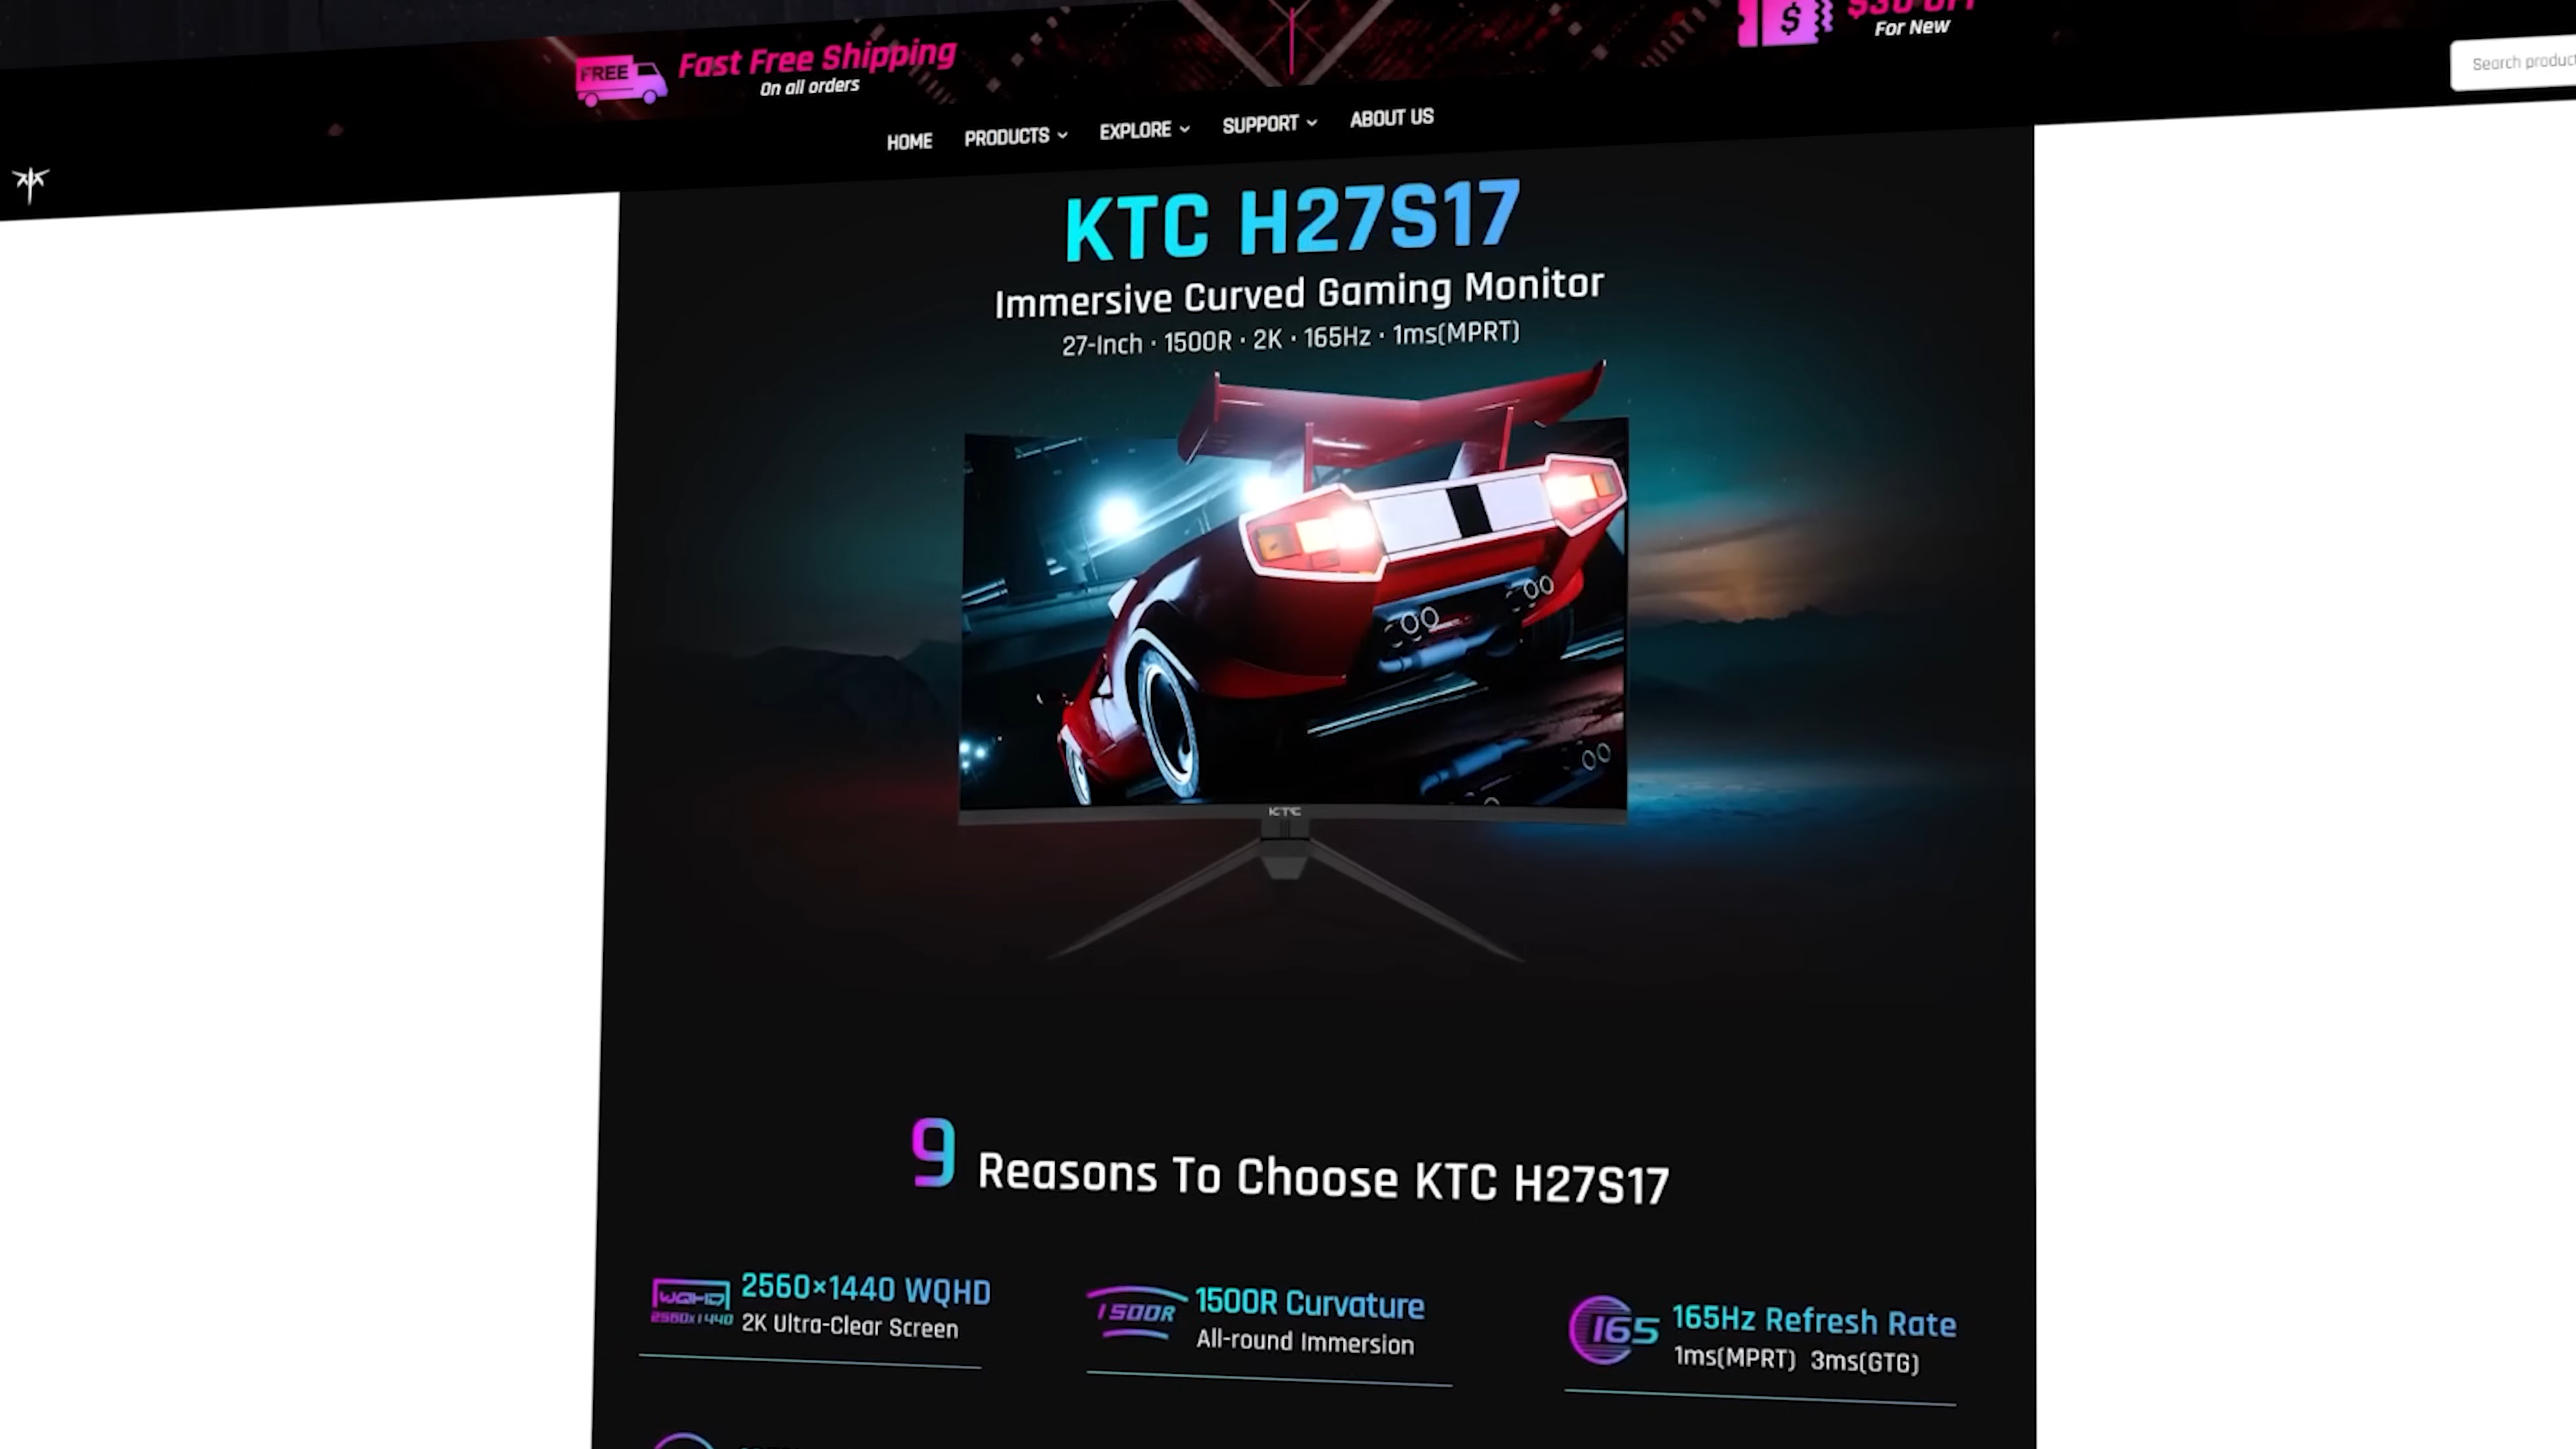 FREE
Fast Free Shipping
On all orders
$
For New
Search product
HOME PRODUCTS EXPLORE SUPPORT ABOUT US
KTC H27S17
Immersive Curved Gaming Monitor
27-Inch · 1500R · 2K · 165Hz · 1ms(MPRT)
KTC
9 Reasons To Choose KTC H27S17
WQHD
2560x1440
2560×1440 WQHD
2K Ultra-Clear Screen
1500R
1500R Curvature
All-round Immersion
165
165Hz Refresh Rate
1ms(MPRT) 3ms(GTG)